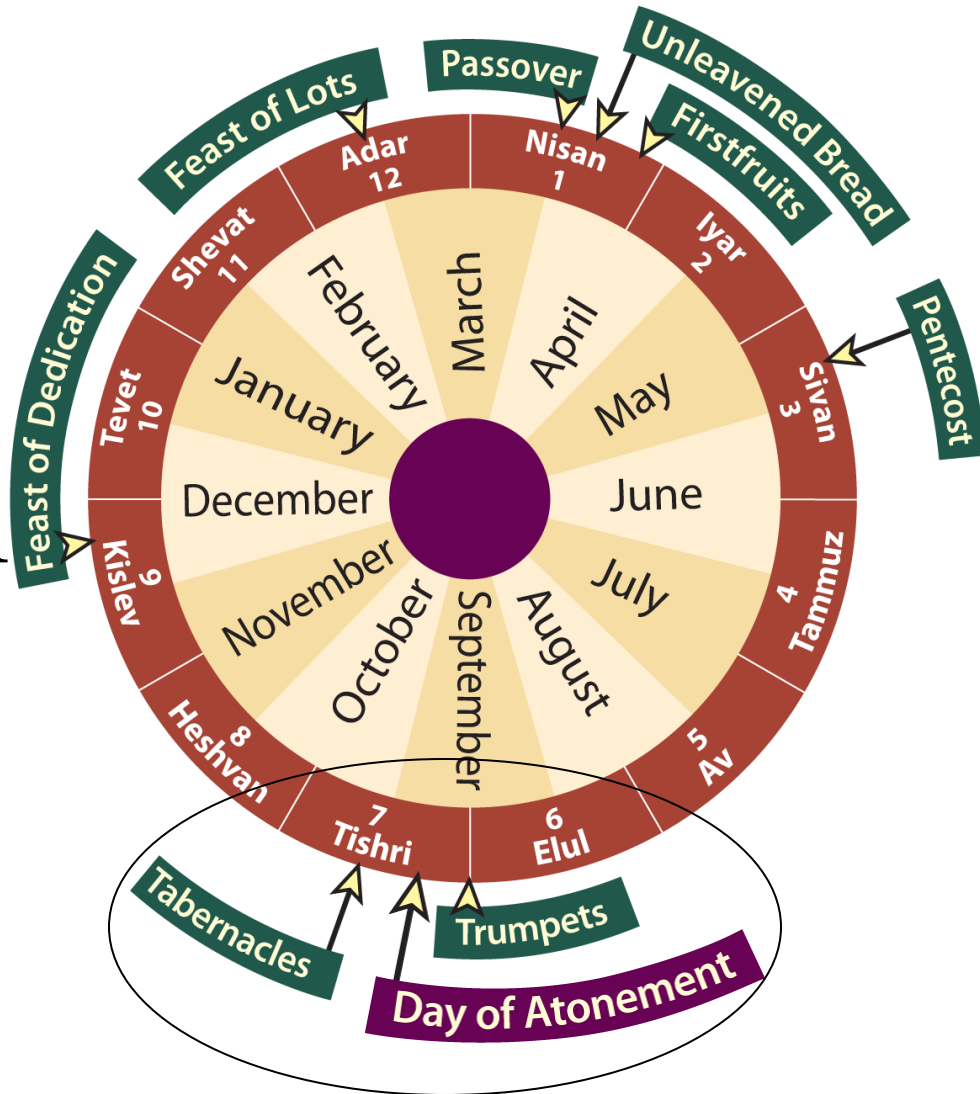 Passover
Unleavened Bread
Firstfruits
Pentecost
Feast of Lots
Feast of Dedication
Nisan
1
Iyar
2
Sivan
3
Tammuz
4
Av
5
Elul
6
Tishri
7
Heshvan
8
Kislev
9
Tevet
10
Shevat
11
Adar
12
March
April
May
June
July
August
September
October
November
December
January
February
Trumpets
Day of Atonement
Tabernacles